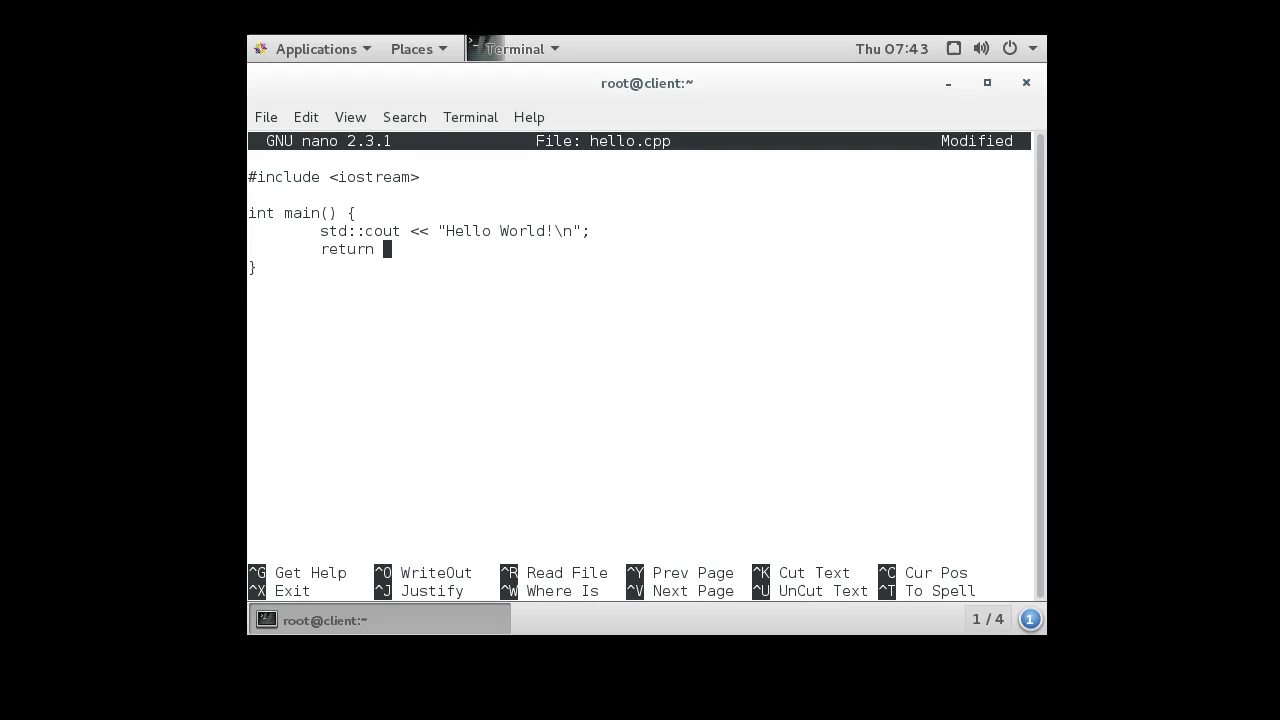 Applications Places Terminal Thu 07:43
root@client:~
File Edit View Search Terminal Help
GNU nano 2.3.1 File: hello.cpp Modified
#include <iostream>
int main() {
std::cout << "Hello World!\n";
return
}
^G Get Help ^O WriteOut ^R Read File ^Y Prev Page ^K Cut Text ^C Cur Pos
^X Exit ^J Justify ^W Where Is ^V Next Page ^U UnCut Text ^T To Spell
root@client:~ 1 / 4 1